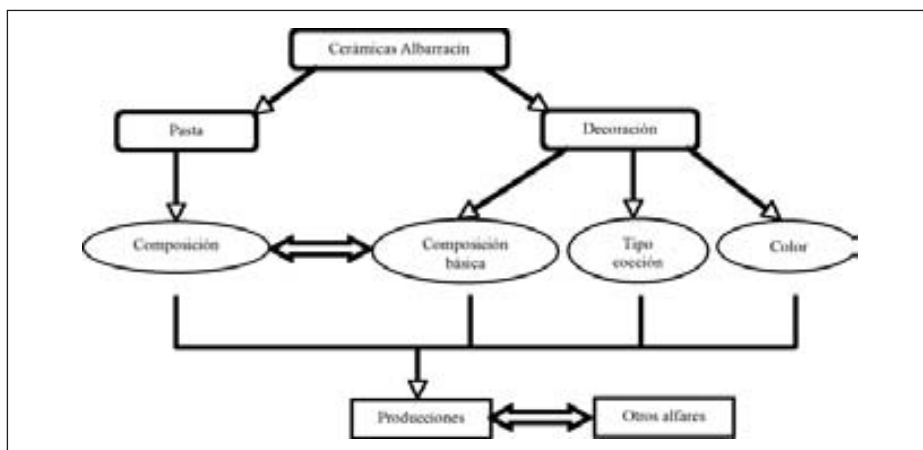 Cerámicas Albarracín
Pasta
Decoración
Composición
Composición
básica
Tipo
cocción
Color
Producciones
Otros alfares